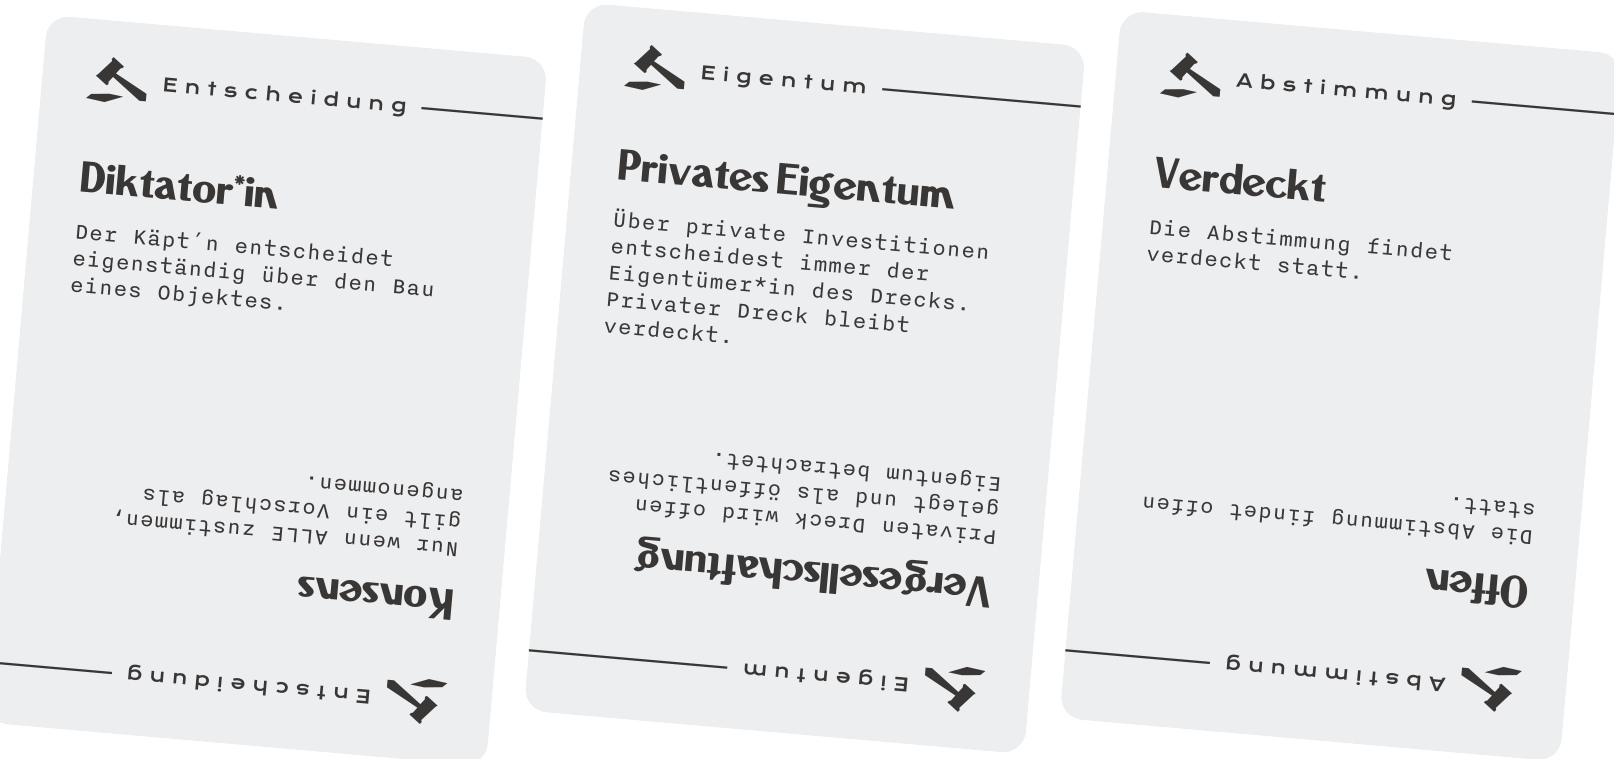 Entscheidung
Diktator*in
Der Käpt´n entscheidet
eigenständig über den Bau
eines Objektes.
Entscheidung
Konsens
Nur wenn ALLE zustimmen,
gilt ein Vorschlag als
angenommen.
Eigentum
Privates Eigentum
Über private Investitionen
entscheidest immer der
Eigentümer*in des Drecks.
Privater Dreck bleibt
verdeckt.
Eigentum
Vergesellschaftung
Privaten Dreck wird offen
gelegt und als öffentliches
Eigentum betrachtet.
Abstimmung
Verdeckt
Die Abstimmung findet
verdeckt statt.
Abstimmung
Offen
Die Abstimmung findet offen
statt.